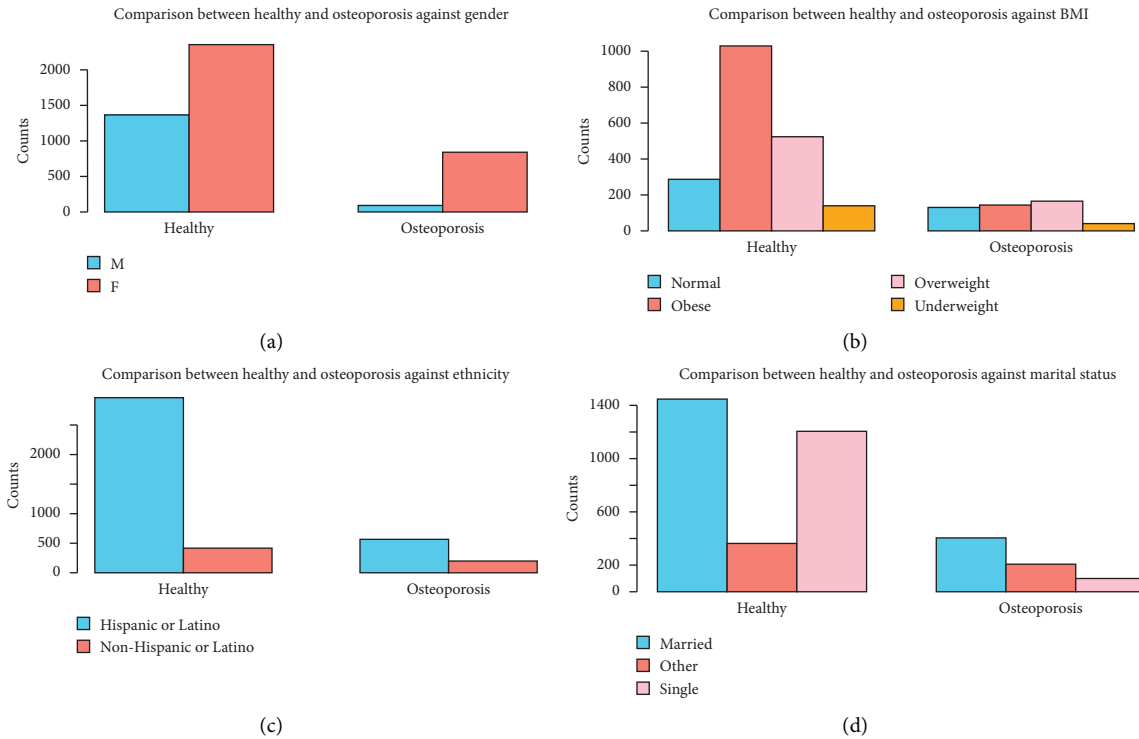 Comparison between healthy and osteoporosis against gender
Counts
2000
1500
1000
500
0
Healthy
Osteoporosis
M
F
(a)
Comparison between healthy and osteoporosis against BMI
Counts
1000
800
600
400
200
0
Healthy
Osteoporosis
Normal
Obese
Overweight
Underweight
(b)
Comparison between healthy and osteoporosis against ethnicity
Counts
2000
1000
500
0
Healthy
Osteoporosis
Hispanic or Latino
Non-Hispanic or Latino
(c)
Comparison between healthy and osteoporosis against marital status
Counts
1400
1000
600
200
0
Healthy
Osteoporosis
Married
Other
Single
(d)